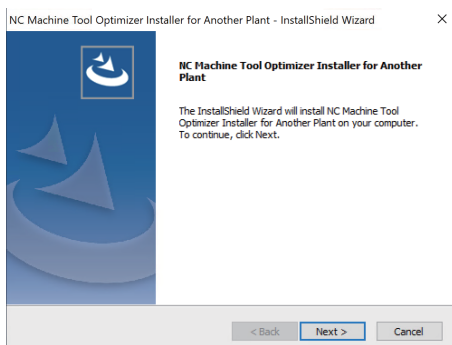 NC Machine Tool Optimizer Installer for Another Plant - InstallShield Wizard
NC Machine Tool Optimizer Installer for Another
Plant
The InstallShield Wizard will install NC Machine Tool
Optimizer Installer for Another Plant on your computer.
To continue, click Next.
< Back Next > Cancel